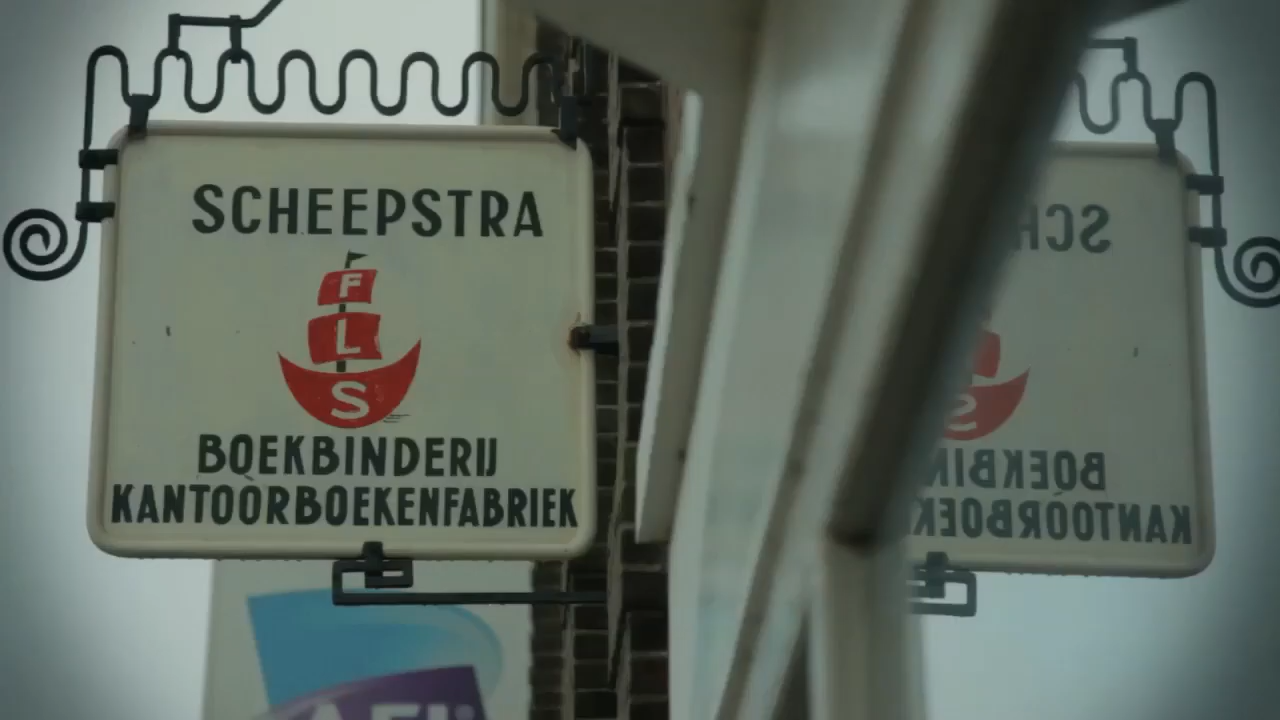 SCHEEPSTRA
F
L
S
BOEKBINDERIJ
KANTOORBOEKENFABRIEK